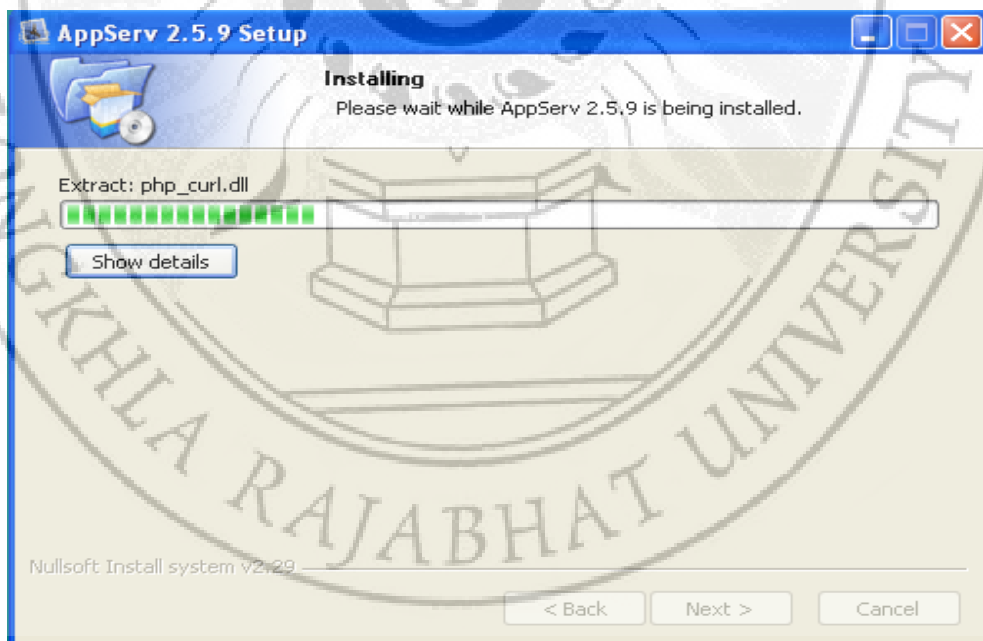 AppServ 2.5.9 Setup
Installing
Please wait while AppServ 2.5.9 is being installed.
Extract: php_curl.dll
Show details
NGKHLA RAJABHAT UNIVERSITY
Nullsoft Install system v2.29
< Back
Next >
Cancel